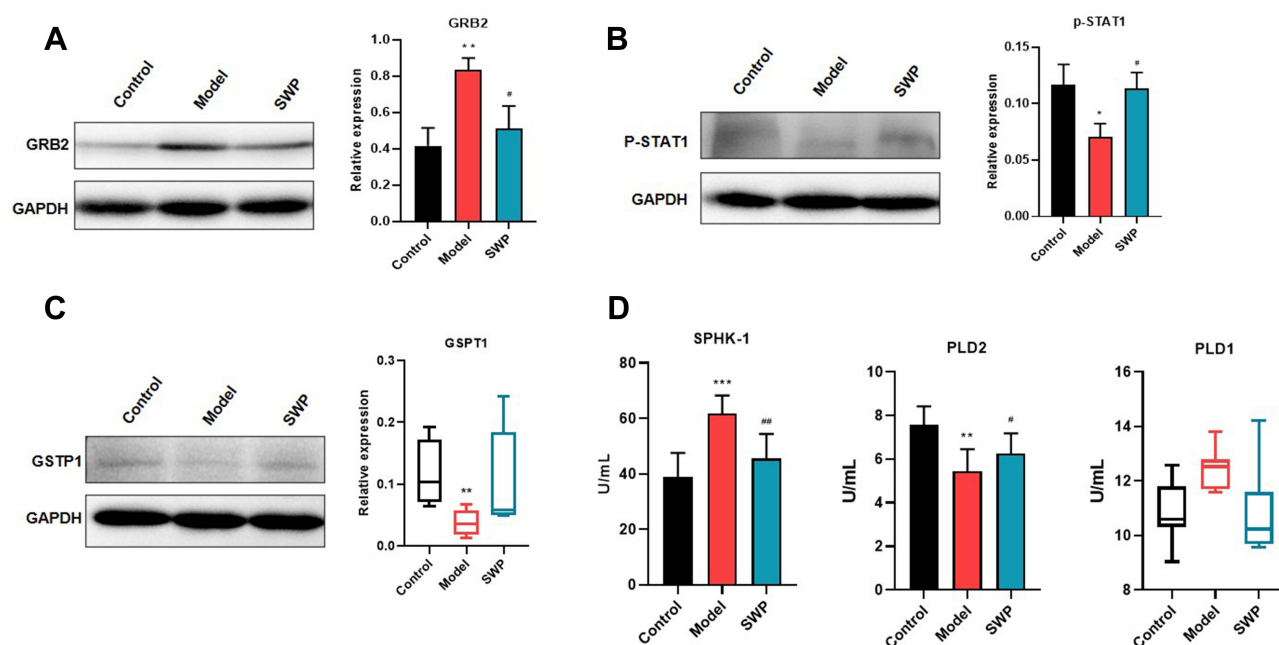 A
Control
Model
SWP
GRB2
GAPDH
GRB2
Relative expression
1.0
0.8
0.6
0.4
0.2
0.0
**
#
Control
Model
SWP
B
Control
Model
SWP
P-STAT1
GAPDH
p-STAT1
Relative expression
0.15
0.10
0.05
0.00
*
#
Control
Model
SWP
C
Control
Model
SWP
GSTP1
GAPDH
GSPT1
Relative expression
0.3
0.2
0.1
0.0
**
Control
Model
SWP
D
SPHK-1
U/mL
80
60
40
20
0
***
##
Control
Model
SWP
PLD2
U/mL
10
8
6
4
2
0
**
#
Control
Model
SWP
PLD1
U/mL
16
14
12
10
8
Control
Model
SWP